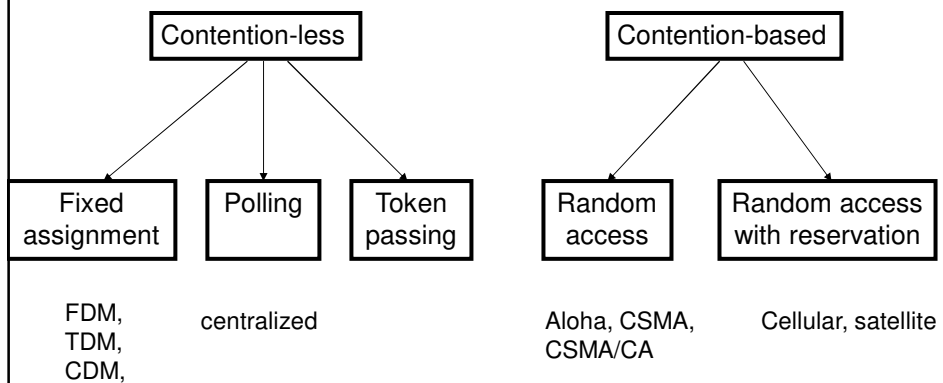 Contention-less
Contention-based
Fixed
assignment
Polling
Token
passing
Random
access
Random access
with reservation
FDM,
TDM,
CDM,
centralized
Aloha, CSMA,
CSMA/CA
Cellular, satellite